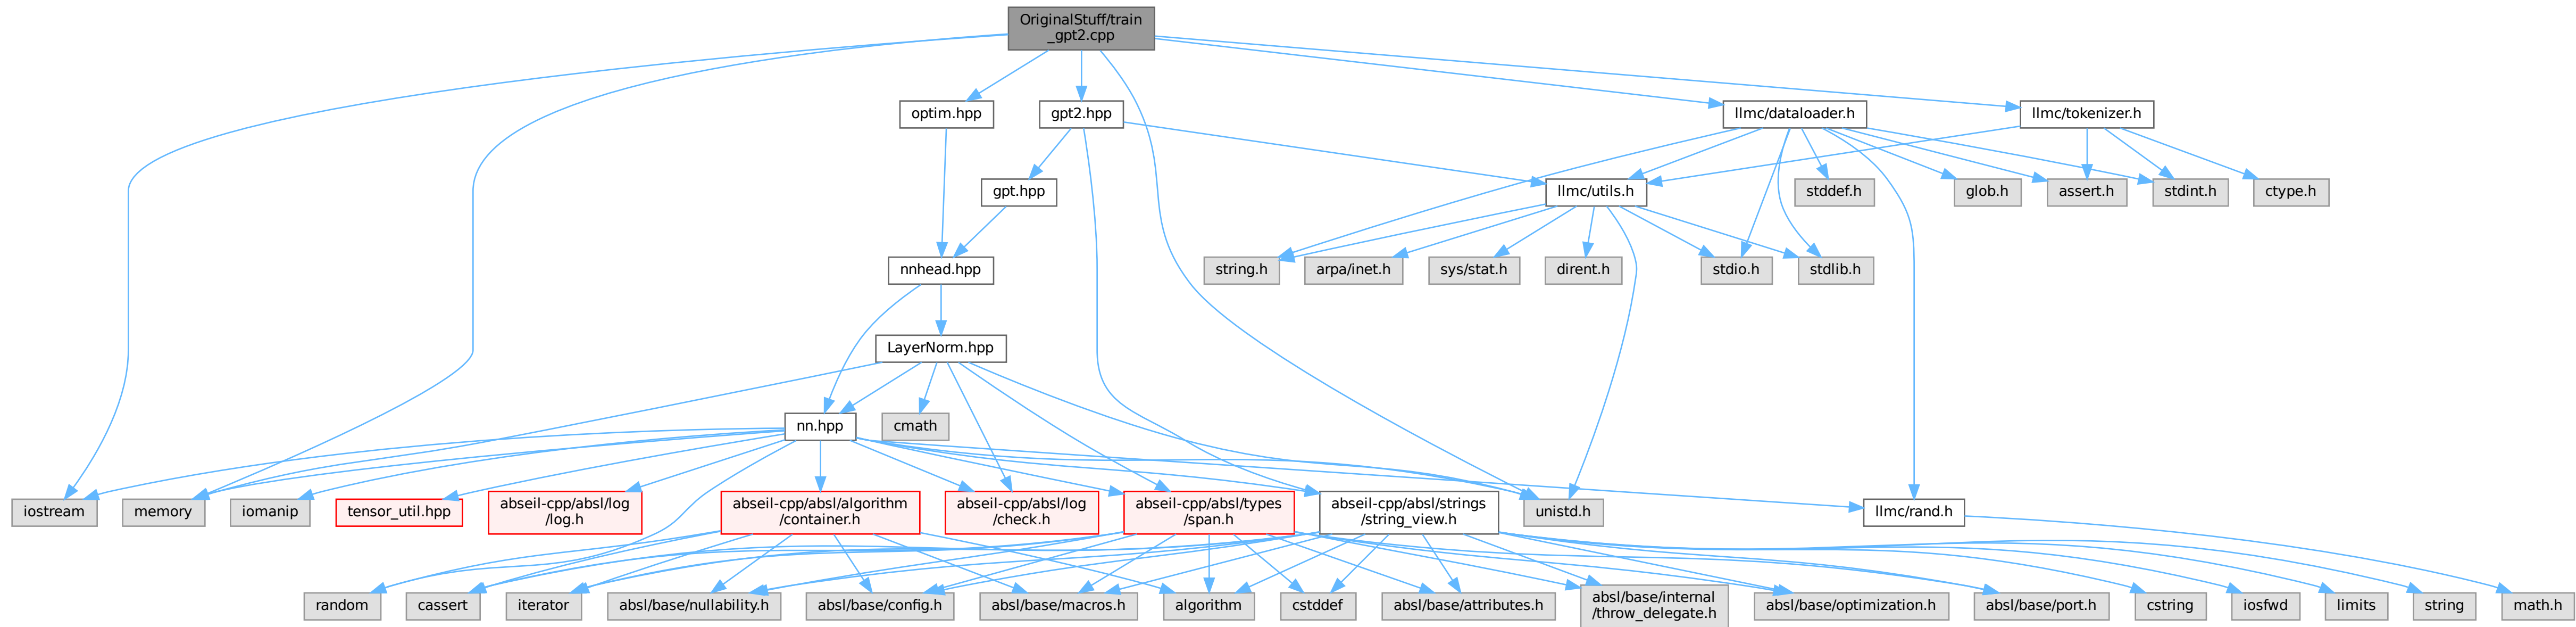 OriginalStuff/train
_gpt2.cpp
optim.hpp
gpt2.hpp
llmc/dataloader.h
llmc/tokenizer.h
gpt.hpp
llmc/utils.h
stddef.h
glob.h
assert.h
stdint.h
ctype.h
nnhead.hpp
string.h
arpa/inet.h
sys/stat.h
dirent.h
stdio.h
stdlib.h
LayerNorm.hpp
nn.hpp
cmath
iostream
memory
iomanip
tensor_util.hpp
abseil-cpp/absl/log
/log.h
abseil-cpp/absl/algorithm
/container.h
abseil-cpp/absl/log
/check.h
abseil-cpp/absl/types
/span.h
abseil-cpp/absl/strings
/string_view.h
unistd.h
llmc/rand.h
random
cassert
iterator
absl/base/nullability.h
absl/base/config.h
absl/base/macros.h
algorithm
cstddef
absl/base/attributes.h
absl/base/internal
/throw_delegate.h
absl/base/optimization.h
absl/base/port.h
cstring
iosfwd
limits
string
math.h